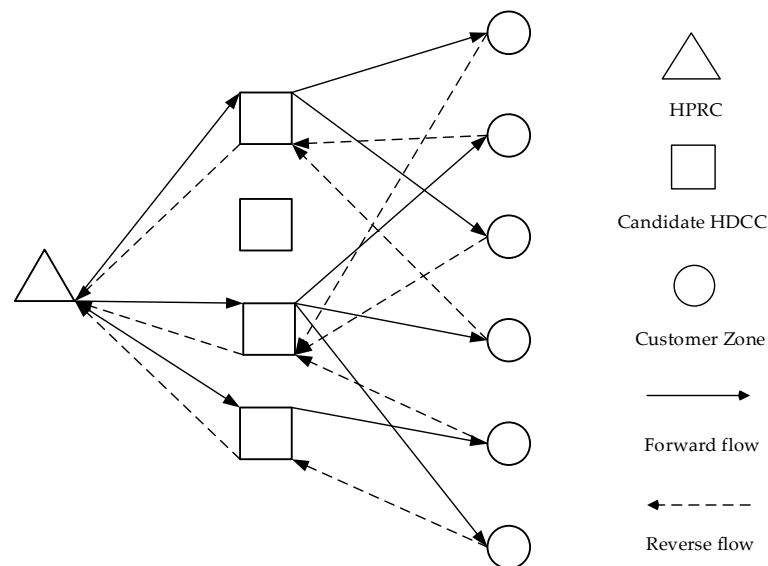 HPRC
Candidate HDCC
Customer Zone
Forward flow
Reverse flow